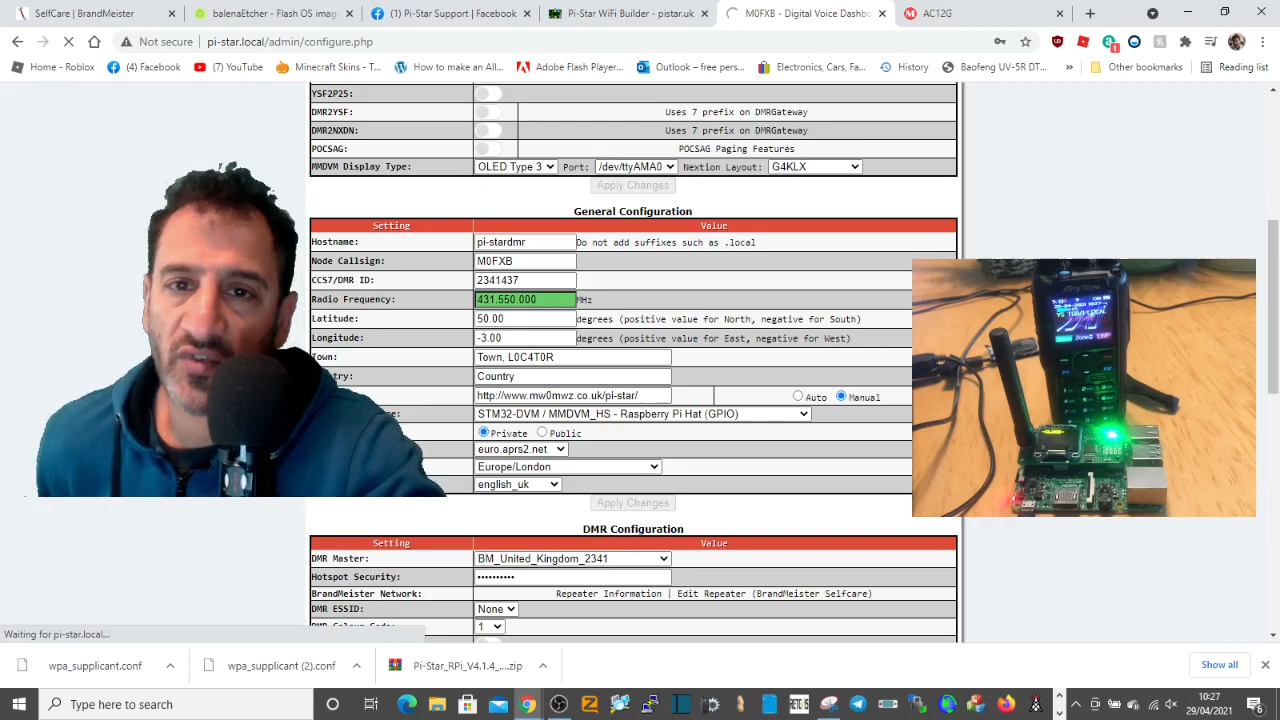 SelfCare | BrandMeister
balenaEtcher - Flash OS image
(1) Pi-Star Support | Facebook
Pi-Star WiFi Builder - pistar.uk
M0FXB - Digital Voice Dashbo
AC12G
Not secure | pi-star.local/admin/configure.php
Home - Roblox
(4) Facebook
(7) YouTube
Minecraft Skins - T...
How to make an All...
Adobe Flash Player...
Outlook – free pers...
Electronics, Cars, Fa...
History
Baofeng UV-5R DT...
»
Other bookmarks
Reading list
YSF2P25:
DMR2YSF: Uses 7 prefix on DMRGateway
DMR2NXDN: Uses 7 prefix on DMRGateway
POCSAG: POCSAG Paging Features
MMDVM Display Type: OLED Type 3 Port: /dev/ttyAMA0 Nextion Layout: G4KLX
Apply Changes
General Configuration
Setting Value
Hostname: pi-stardmr Do not add suffixes such as .local
Node Callsign: M0FXB
CCS7/DMR ID: 2341437
Radio Frequency: 431.550.000 MHz
Latitude: 50.00 degrees (positive value for North, negative for South)
Longitude: -3.00 degrees (positive value for East, negative for West)
Town: Town, L0C4T0R
Country
http://www.mw0mwz.co.uk/pi-star/ Auto Manual
STM32-DVM / MMDVM_HS - Raspberry Pi Hat (GPIO)
Private Public
euro.aprs2.net
Europe/London
english_uk
Apply Changes
DMR Configuration
Setting Value
DMR Master: BM_United_Kingdom_2341
Hotspot Security: ••••••••••
BrandMeister Network: Repeater Information | Edit Repeater (BrandMeister Selfcare)
DMR ESSID: None
DMR Colour Code: 1
Waiting for pi-star.local...
wpa_supplicant.conf
wpa_supplicant (2).conf
Pi-Star_RPi_V4.1.4_....zip
Show all
Type here to search
10:27
29/04/2021